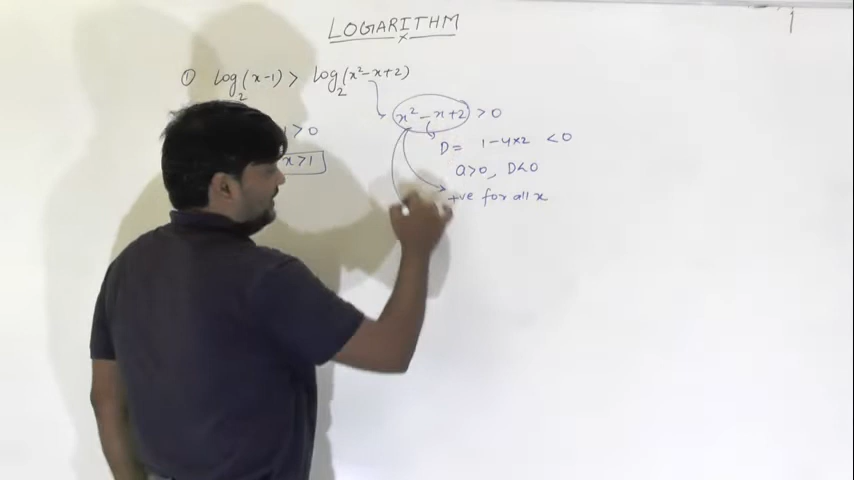 LOGARITHM
① log₂(x-1) > log₂(x²-x+2)
x²-x+2 > 0
1 > 0
D = 1-4×2 < 0
x>1
a>0, D<0
+ve for all x